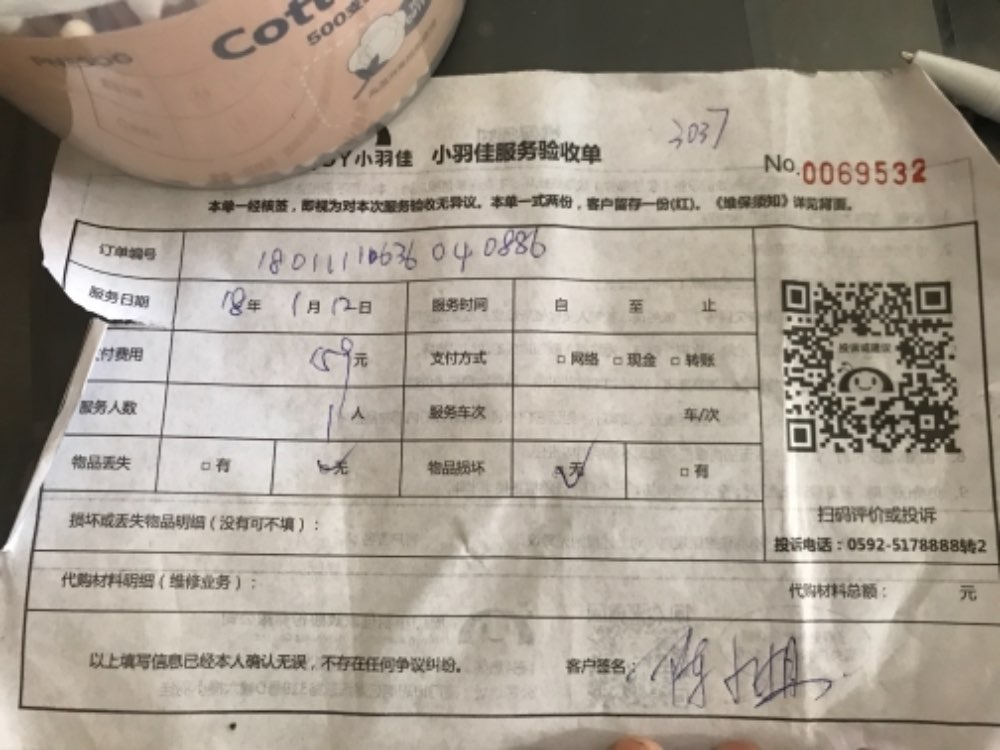 500支
3037
小羽佳 小羽佳服务验收单
No.0069532
本单一经核签，即视为对本次服务验收无异议。本单一式两份，客户留存一份(红)。《维保须知》详见背面。
订单编号 18011110636040886
服务日期 18年 1月 12日 服务时间 自 至 止
付费用 159元 支付方式 □网络 □现金 □转账
服务人数 1人 服务车次 车/次
物品丢失 □有 □无 物品损坏 □无 □有
投诉或建议
扫码评价或投诉
投诉电话：0592-5178888转2
损坏或丢失物品明细（没有可不填）：
代购材料明细（维修业务）： 代购材料总额： 元
以上填写信息已经本人确认无误，不存在任何争议纠纷。 客户签名：